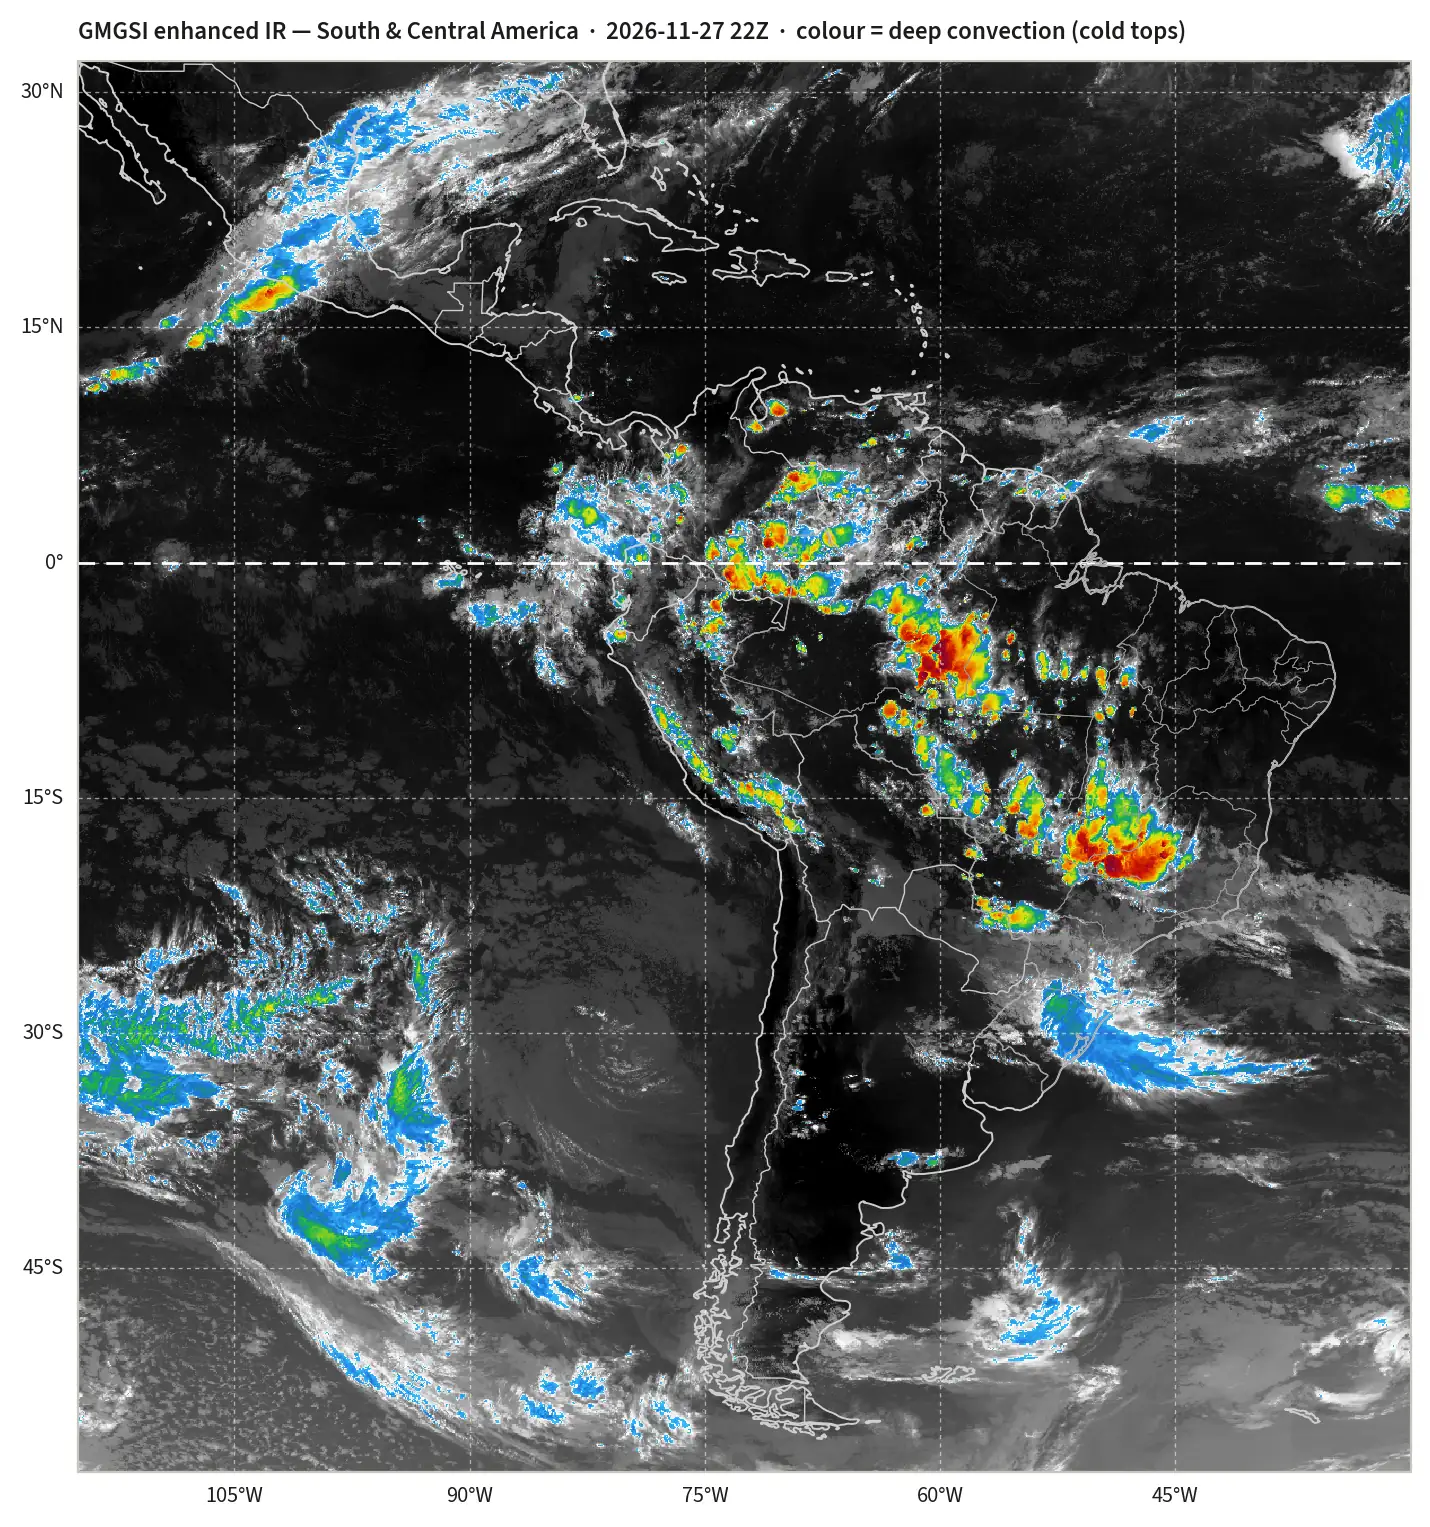 GMGSI enhanced IR — South & Central America · 2026-11-27 22Z · colour = deep convection (cold tops)
30°N
15°N
0°
15°S
30°S
45°S
105°W
90°W
75°W
60°W
45°W